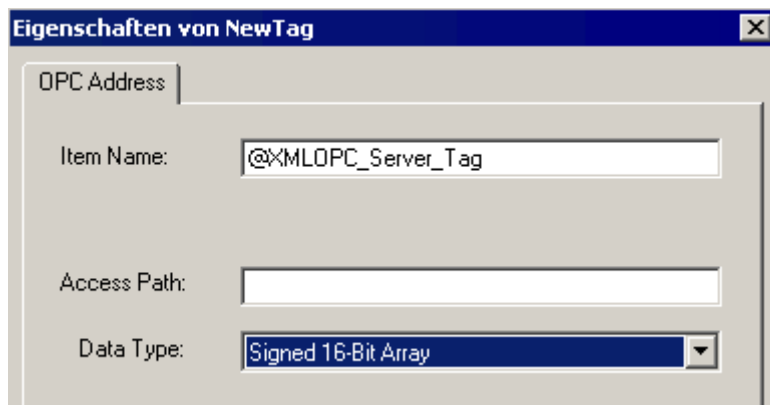 Eigenschaften von NewTag
OPC Address
Item Name: @XMLOPC_Server_Tag
Access Path:
Data Type: Signed 16-Bit Array